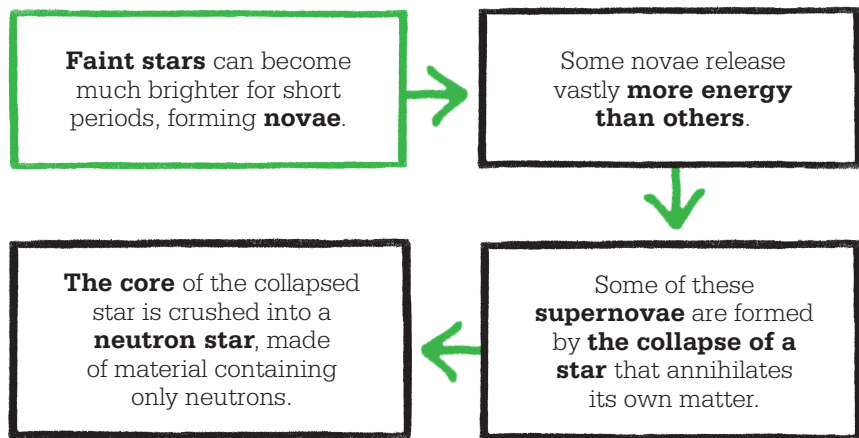 Faint stars can become
much brighter for short
periods, forming novae.
Some novae release
vastly more energy
than others.
Some of these
supernovae are formed
by the collapse of a
star that annihilates
its own matter.
The core of the collapsed
star is crushed into a
neutron star, made
of material containing
only neutrons.